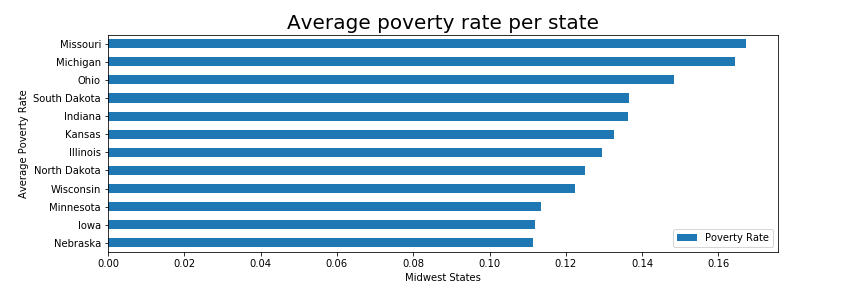 Average poverty rate per state
Average Poverty Rate
Missouri
Michigan
Ohio
South Dakota
Indiana
Kansas
Illinois
North Dakota
Wisconsin
Minnesota
Iowa
Nebraska
Poverty Rate
0.00 0.02 0.04 0.06 0.08 0.10 0.12 0.14 0.16
Midwest States